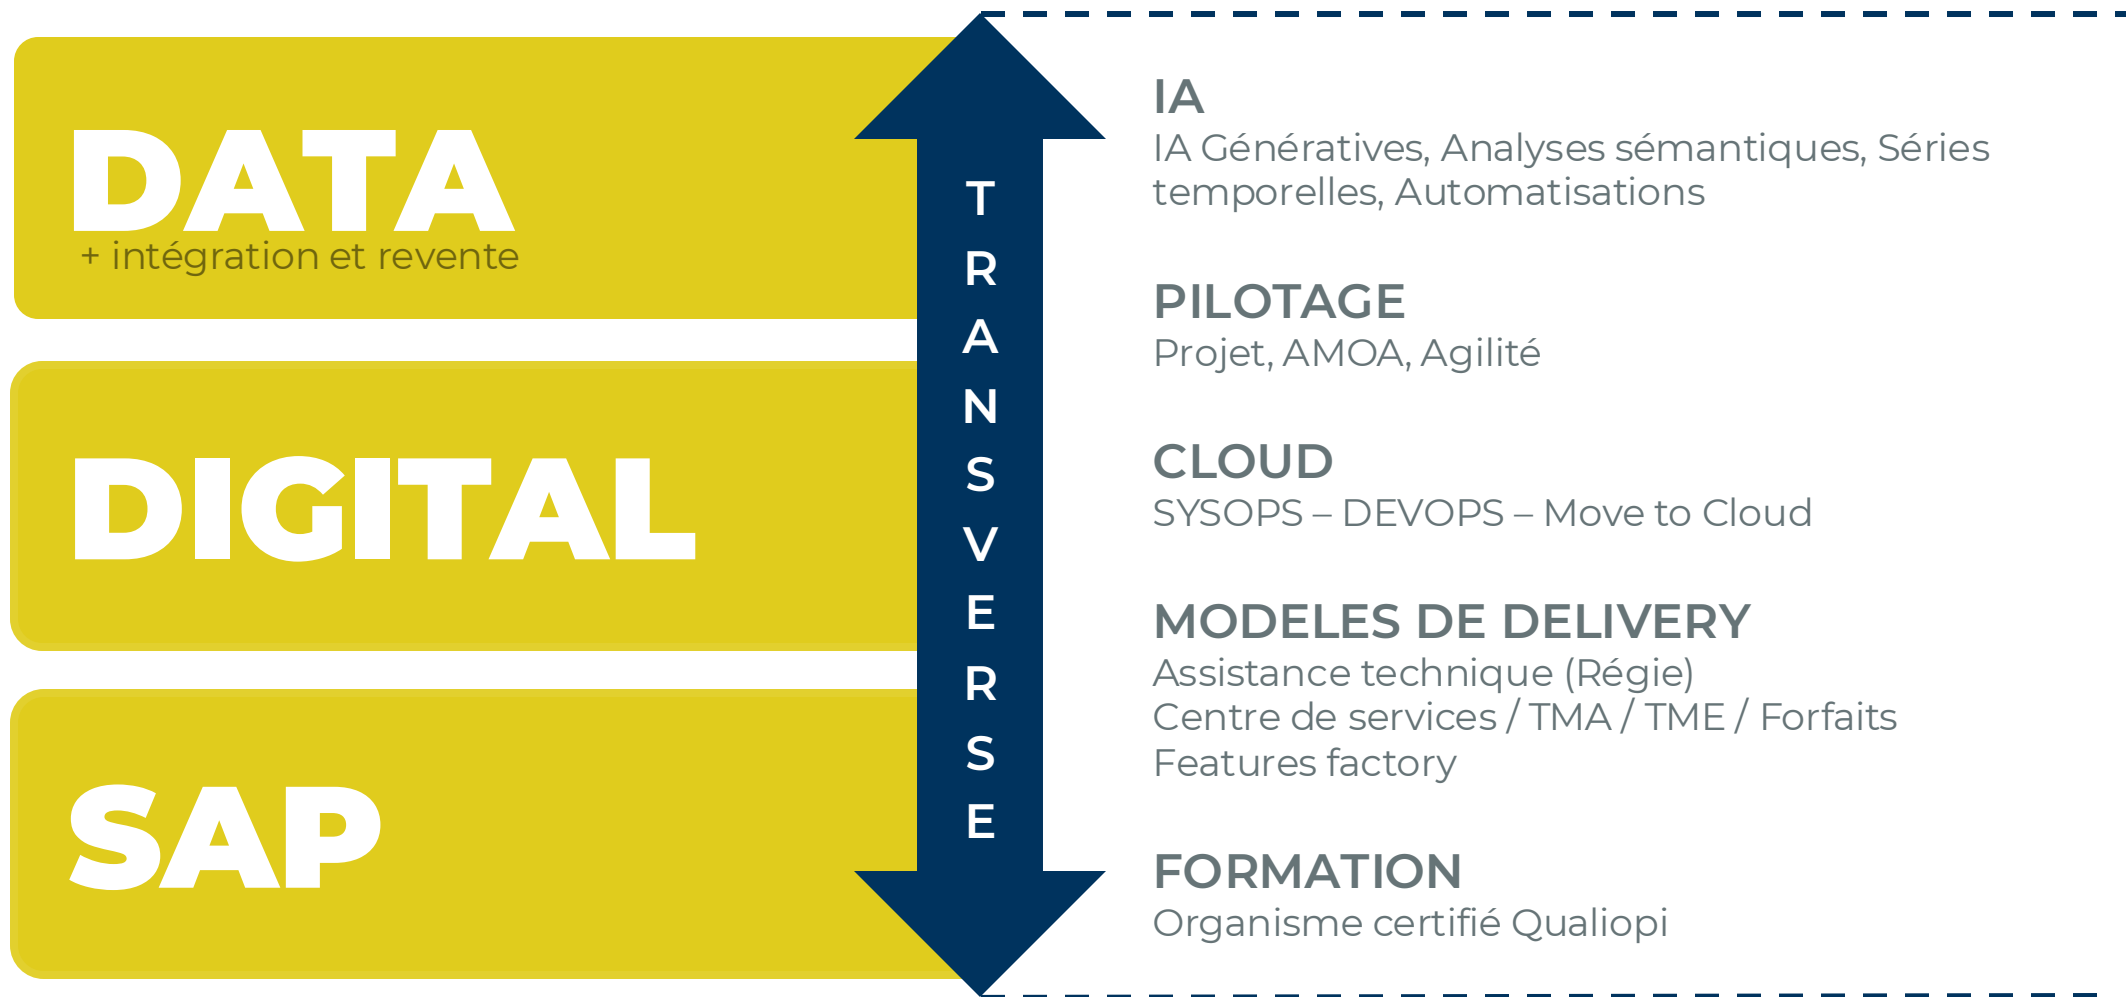 DATA
+ intégration et revente
DIGITAL
SAP
T
R
A
N
S
V
E
R
S
E
IA
IA Génératives, Analyses sémantiques, Séries
temporelles, Automatisations
PILOTAGE
Projet, AMOA, Agilité
CLOUD
SYSOPS – DEVOPS – Move to Cloud
MODELES DE DELIVERY
Assistance technique (Régie)
Centre de services / TMA / TME / Forfaits
Features factory
FORMATION
Organisme certifié Qualiopi